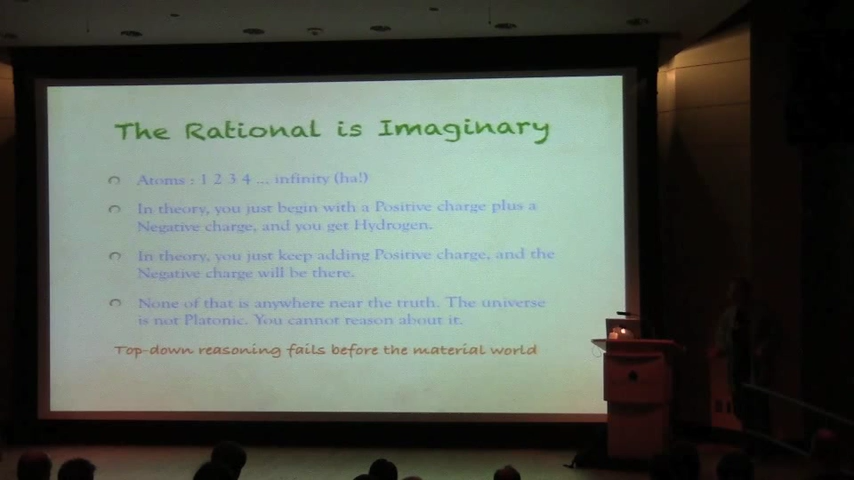 The Rational is Imaginary
Atoms : 1 2 3 4 ... infinity (ha!)
In theory, you just begin with a Positive charge plus a
Negative charge, and you get Hydrogen.
In theory, you just keep adding Positive charge, and the
Negative charge will be there.
None of that is anywhere near the truth. The universe
is not Platonic. You cannot reason about it.
Top-down reasoning fails before the material world